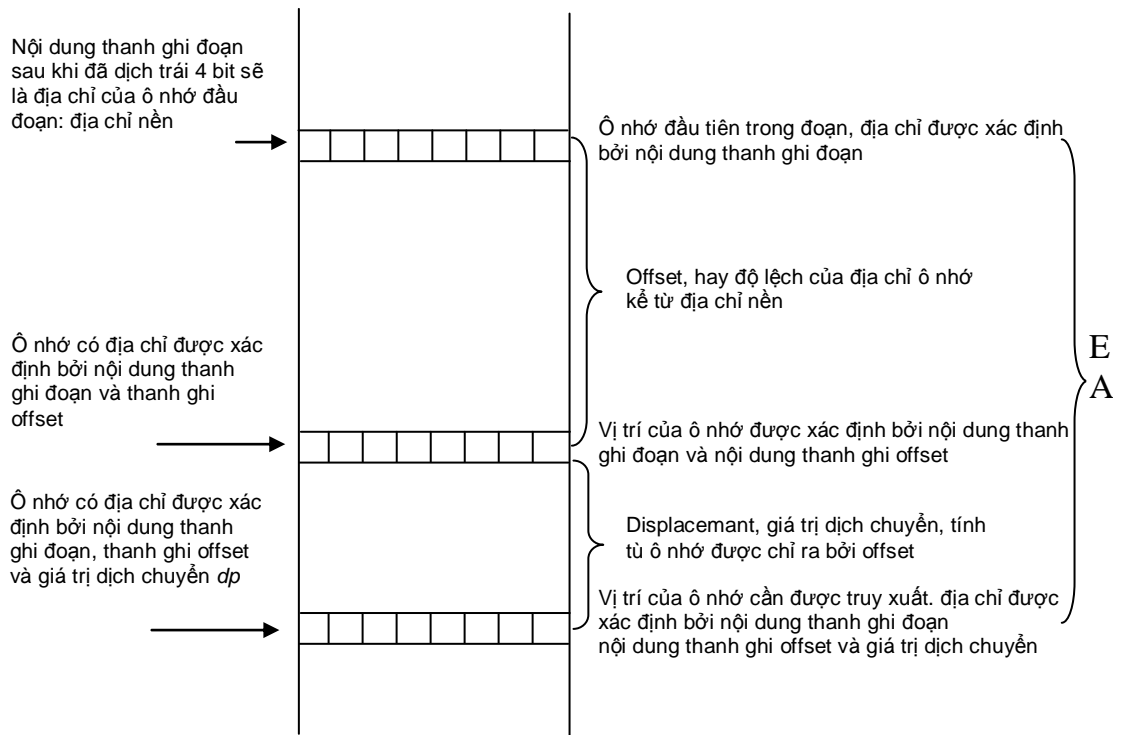 Nội dung thanh ghi đoạn
sau khi đã dịch trái 4 bit sẽ
là địa chỉ của ô nhớ đầu
đoạn: địa chỉ nền
Ô nhớ đầu tiên trong đoạn, địa chỉ được xác định
bởi nội dung thanh ghi đoạn
Offset, hay độ lệch của địa chỉ ô nhớ
kể từ địa chỉ nền
Ô nhớ có địa chỉ được xác
định bởi nội dung thanh
ghi đoạn và thanh ghi
offset
E
A
Vị trí của ô nhớ được xác định bởi nội dung thanh
ghi đoạn và nội dung thanh ghi offset
Ô nhớ có địa chỉ được xác
định bởi nội dung thanh
ghi đoạn, thanh ghi offset
và giá trị dịch chuyển dp
Displacemant, giá trị dịch chuyển, tính
tù ô nhớ được chỉ ra bởi offset
Vị trí của ô nhớ cần được truy xuất. địa chỉ được
xác định bởi nội dung thanh ghi đoạn
nội dung thanh ghi offset và giá trị dịch chuyển